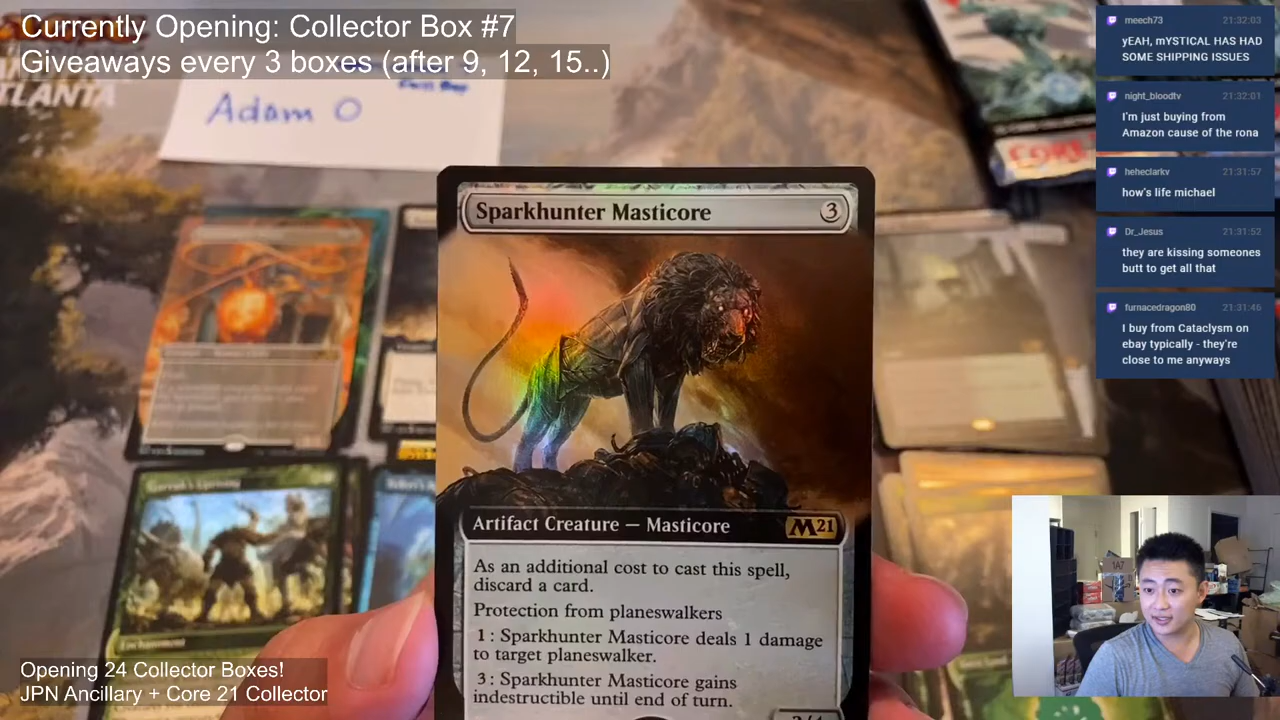 Currently Opening: Collector Box #7
Giveaways every 3 boxes (after 9, 12, 15..)
ATLANTA
Adam O
Sparkhunter Masticore 3
Artifact Creature — Masticore M21
As an additional cost to cast this spell,
discard a card.
Protection from planeswalkers
1 : Sparkhunter Masticore deals 1 damage
to target planeswalker.
3 : Sparkhunter Masticore gains
indestructible until end of turn.
Garruk's Uprising
meech73 21:32:03
yEAH, mYSTICAL HAS HAD
SOME SHIPPING ISSUES
night_bloodtv 21:32:01
I'm just buying from
Amazon cause of the rona
heheclarkv 21:31:57
how's life michael
Dr_Jesus 21:31:52
they are kissing someones
butt to get all that
furnacedragon80 21:31:46
I buy from Cataclysm on
ebay typically - they're
close to me anyways
Opening 24 Collector Boxes!
JPN Ancillary + Core 21 Collector